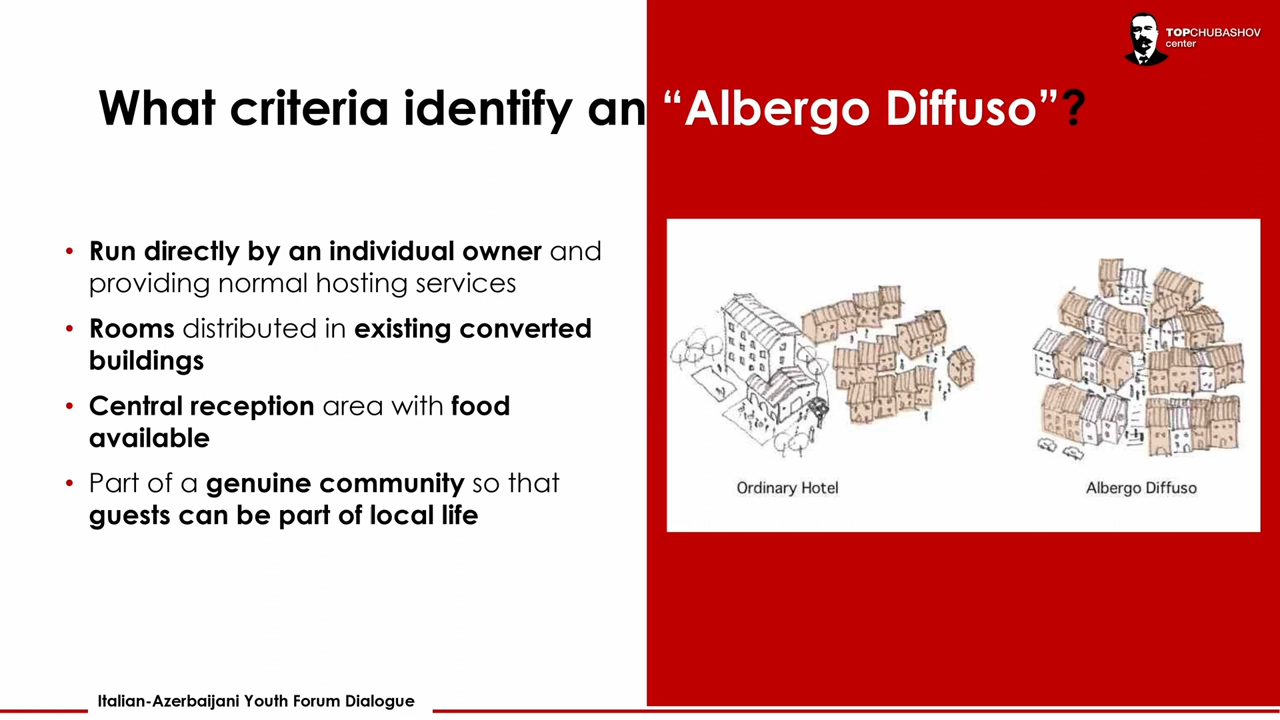 TOPCHUBASHOV
center
What criteria identify an “Albergo Diffuso”?
• Run directly by an individual owner and
providing normal hosting services
• Rooms distributed in existing converted
buildings
• Central reception area with food
available
• Part of a genuine community so that
guests can be part of local life
Ordinary Hotel
Albergo Diffuso
Italian-Azerbaijani Youth Forum Dialogue